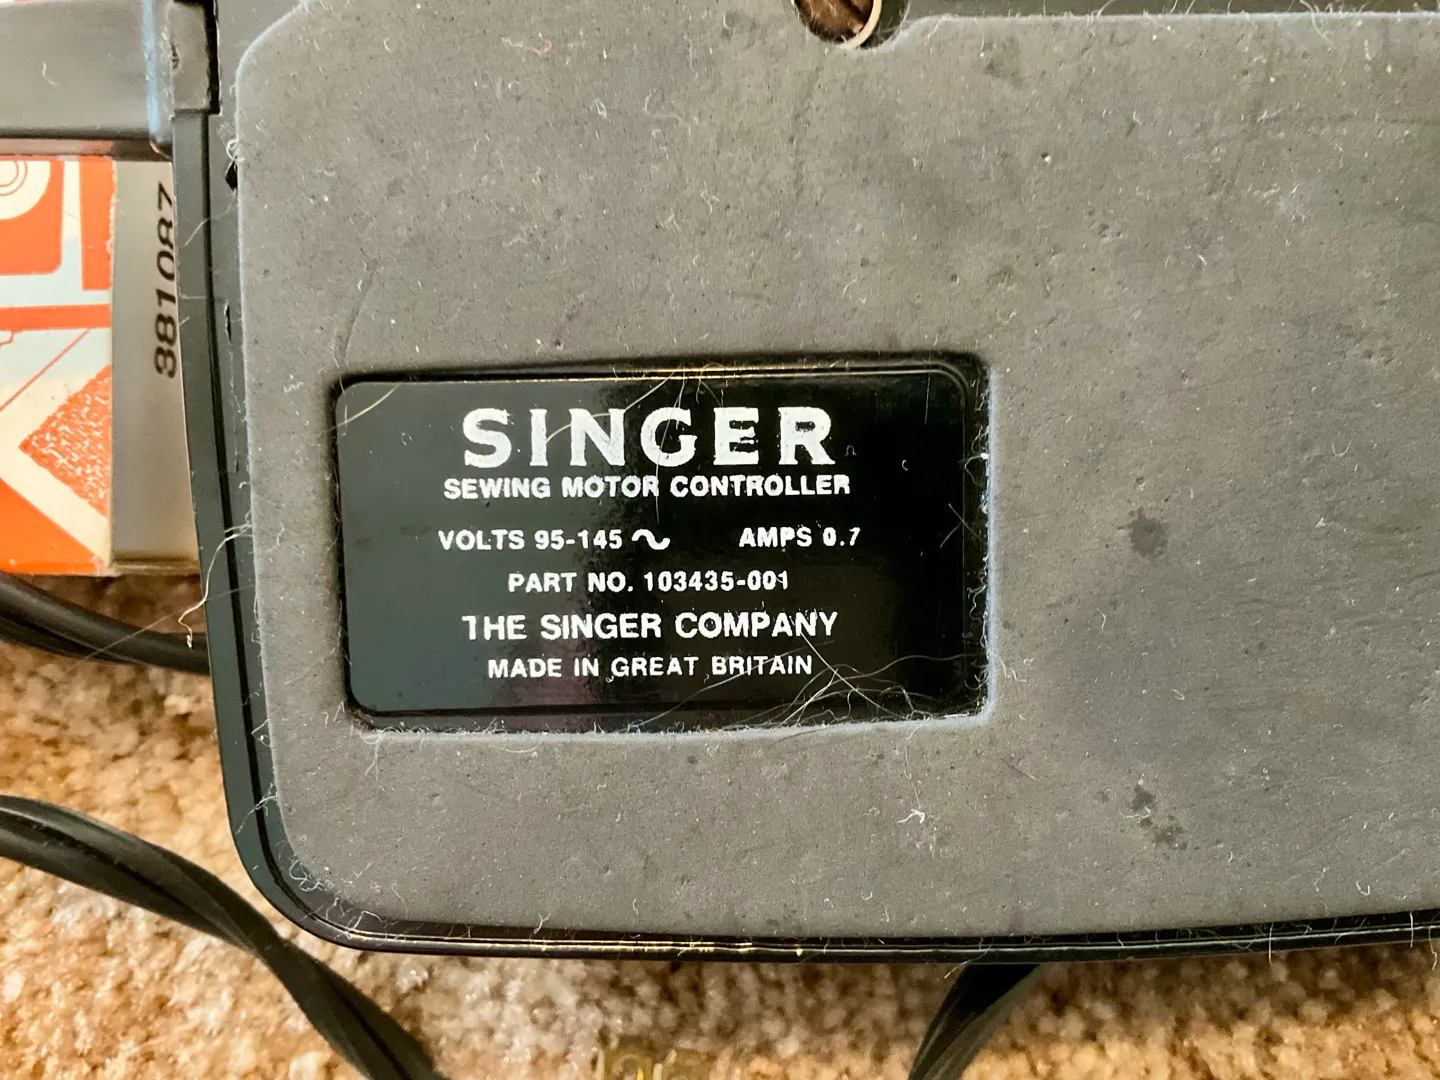 381087
SINGER
SEWING MOTOR CONTROLLER
VOLTS 95-145 ∿ AMPS 0.7
PART NO. 103435-001
THE SINGER COMPANY
MADE IN GREAT BRITAIN